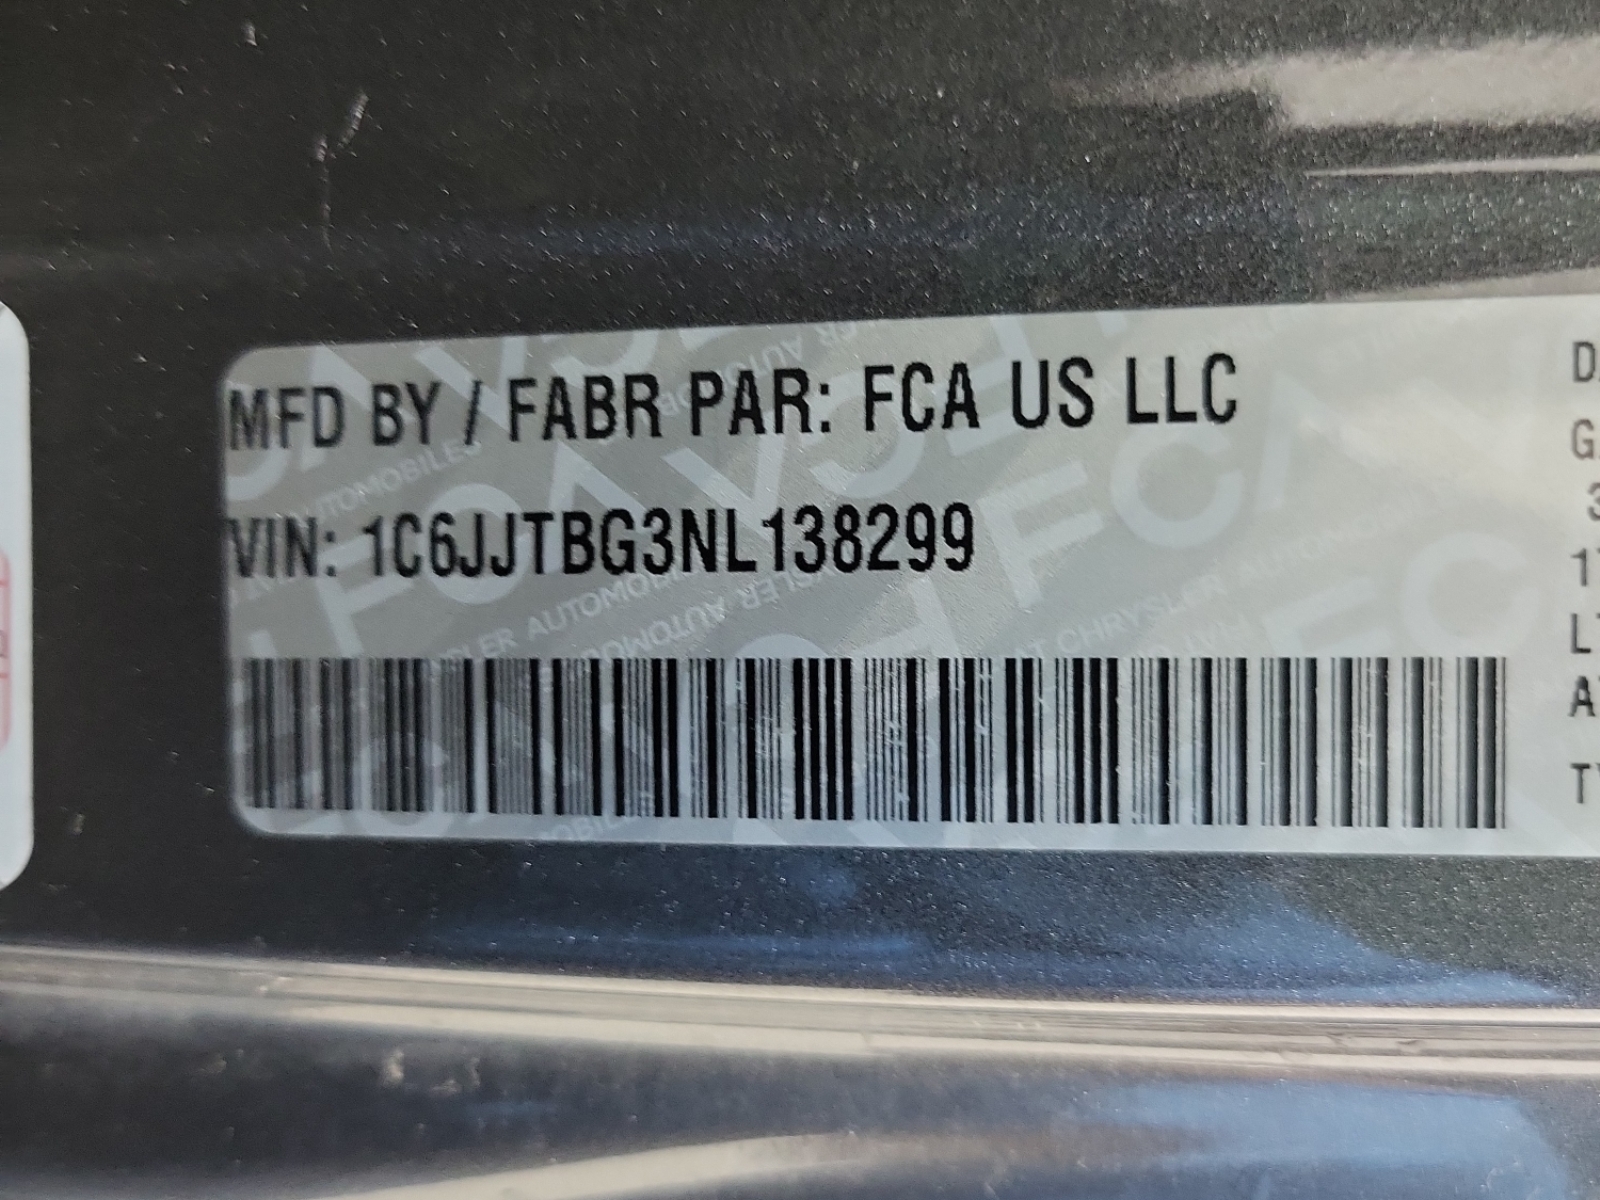 MFD BY / FABR PAR: FCA US LLC
VIN: 1C6JJTBG3NL138299